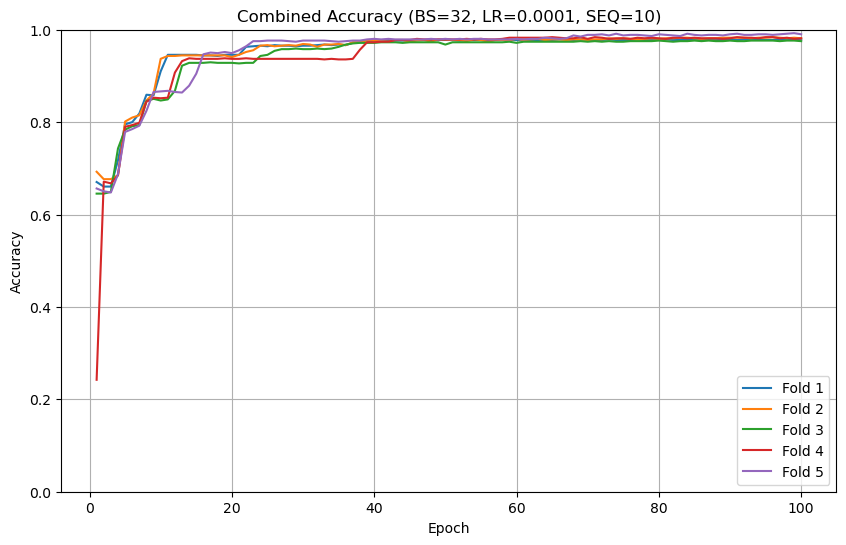 Combined Accuracy (BS=32, LR=0.0001, SEQ=10)
1.0
0.8
0.6
0.4
0.2
0.0
Accuracy
0 20 40 60 80 100
Epoch
Fold 1
Fold 2
Fold 3
Fold 4
Fold 5